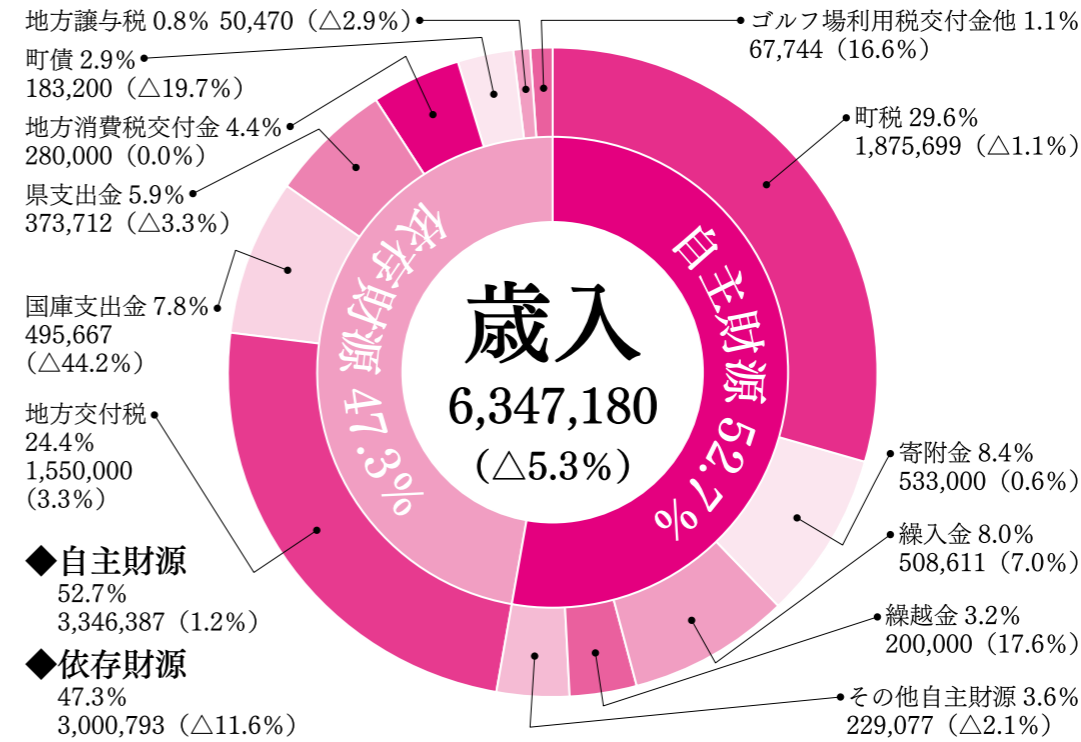 地方譲与税 0.8% 50,470（△2.9%）
町債 2.9%
183,200（△19.7%）
地方消費税交付金 4.4%
280,000（0.0%）
県支出金 5.9%
373,712（△3.3%）
国庫支出金 7.8%
495,667
（△44.2%）
地方交付税
24.4%
1,550,000
（3.3%）
◆自主財源
52.7%
3,346,387（1.2%）
◆依存財源
47.3%
3,000,793（△11.6%）
依存財源 47.3%
歳入
6,347,180
（△5.3%）
自主財源 52.7%
ゴルフ場利用税交付金他 1.1%
67,744（16.6%）
町税 29.6%
1,875,699（△1.1%）
寄附金 8.4%
533,000（0.6%）
繰入金 8.0%
508,611（7.0%）
繰越金 3.2%
200,000（17.6%）
その他自主財源 3.6%
229,077（△2.1%）